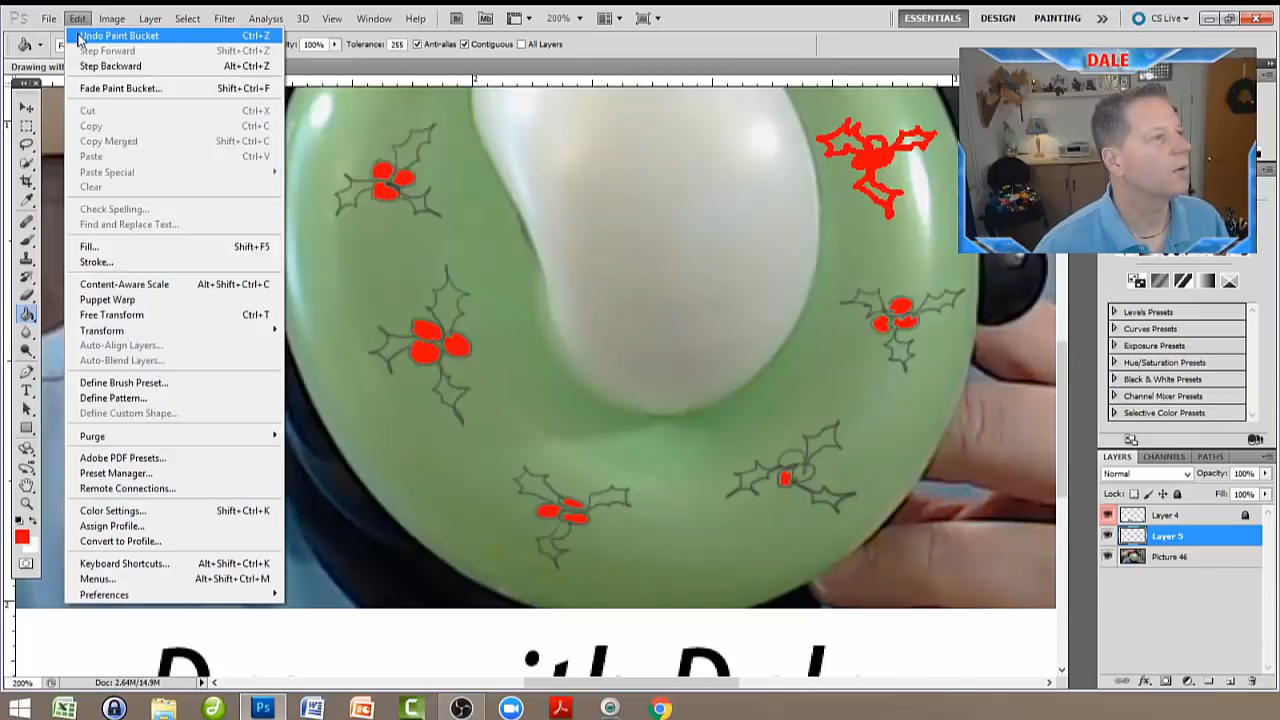 Ps File Edit Image Layer Select Filter Analysis 3D View Window Help Br Mb 200% ESSENTIALS DESIGN PAINTING CS Live
100% Tolerance: 255 Anti-alias Contiguous All Layers
Drawing with
Undo Paint Bucket Ctrl+Z
Step Forward Shift+Ctrl+Z
Step Backward Alt+Ctrl+Z
Fade Paint Bucket... Shift+Ctrl+F
Cut Ctrl+X
Copy Ctrl+C
Copy Merged Shift+Ctrl+C
Paste Ctrl+V
Paste Special
Clear
Check Spelling...
Find and Replace Text...
Fill... Shift+F5
Stroke...
Content-Aware Scale Alt+Shift+Ctrl+C
Puppet Warp
Free Transform Ctrl+T
Transform
Auto-Align Layers...
Auto-Blend Layers...
Define Brush Preset...
Define Pattern...
Define Custom Shape...
Purge
Adobe PDF Presets...
Preset Manager...
Remote Connections...
Color Settings... Shift+Ctrl+K
Assign Profile...
Convert to Profile...
Keyboard Shortcuts... Alt+Shift+Ctrl+K
Menus... Alt+Shift+Ctrl+M
Preferences
2
3
DALE
Levels Presets
Curves Presets
Exposure Presets
Hue/Saturation Presets
Black & White Presets
Channel Mixer Presets
Selective Color Presets
LAYERS CHANNELS PATHS
Normal Opacity: 100%
Lock: Fill: 100%
Layer 4
Layer 5
Picture 46
200% Doc: 2.64M/14.9M